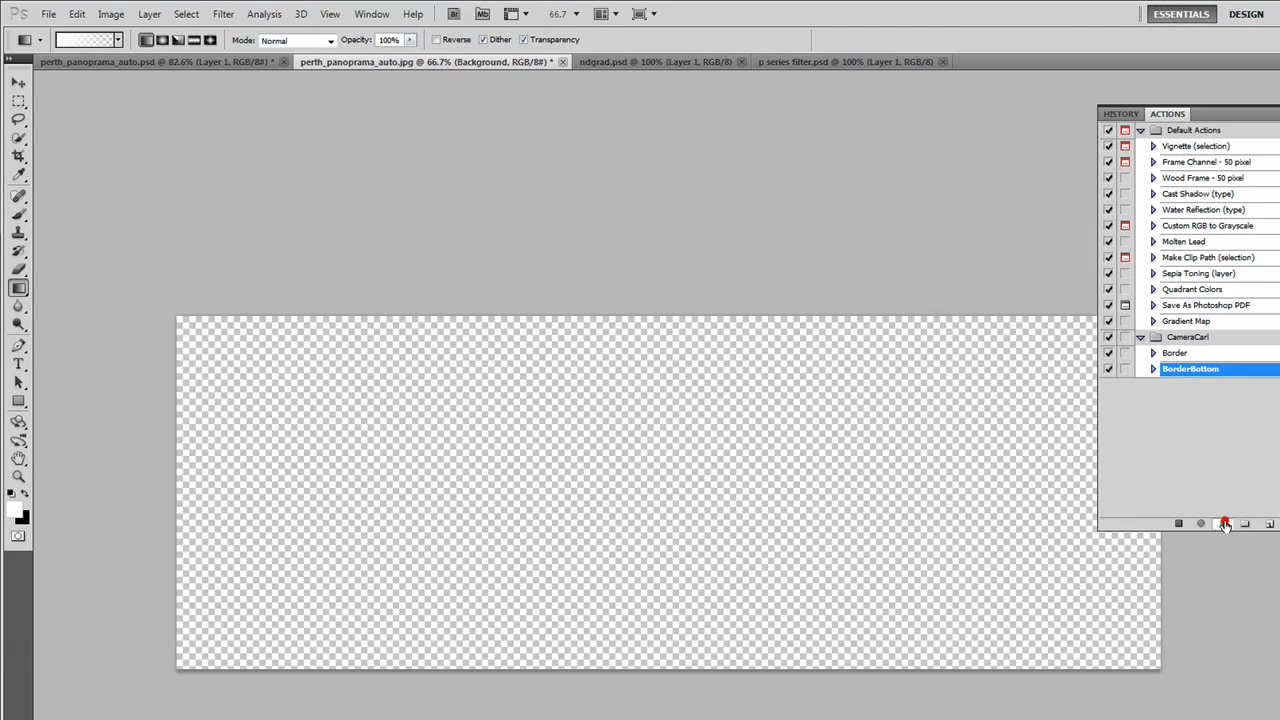 Ps File Edit Image Layer Select Filter Analysis 3D View Window Help Br Mb 66.7 ESSENTIALS DESIGN
Mode: Normal Opacity: 100% Reverse Dither Transparency
perth_panoprama_auto.psd @ 82.6% (Layer 1, RGB/8#) * perth_panoprama_auto.jpg @ 66.7% (Background, RGB/8#) * ndgrad.psd @ 100% (Layer 1, RGB/8) p series filter.psd @ 100% (Layer 1, RGB/8)
HISTORY ACTIONS
Default Actions
Vignette (selection)
Frame Channel - 50 pixel
Wood Frame - 50 pixel
Cast Shadow (type)
Water Reflection (type)
Custom RGB to Grayscale
Molten Lead
Make Clip Path (selection)
Sepia Toning (layer)
Quadrant Colors
Save As Photoshop PDF
Gradient Map
CameraCarl
Border
BorderBottom
T